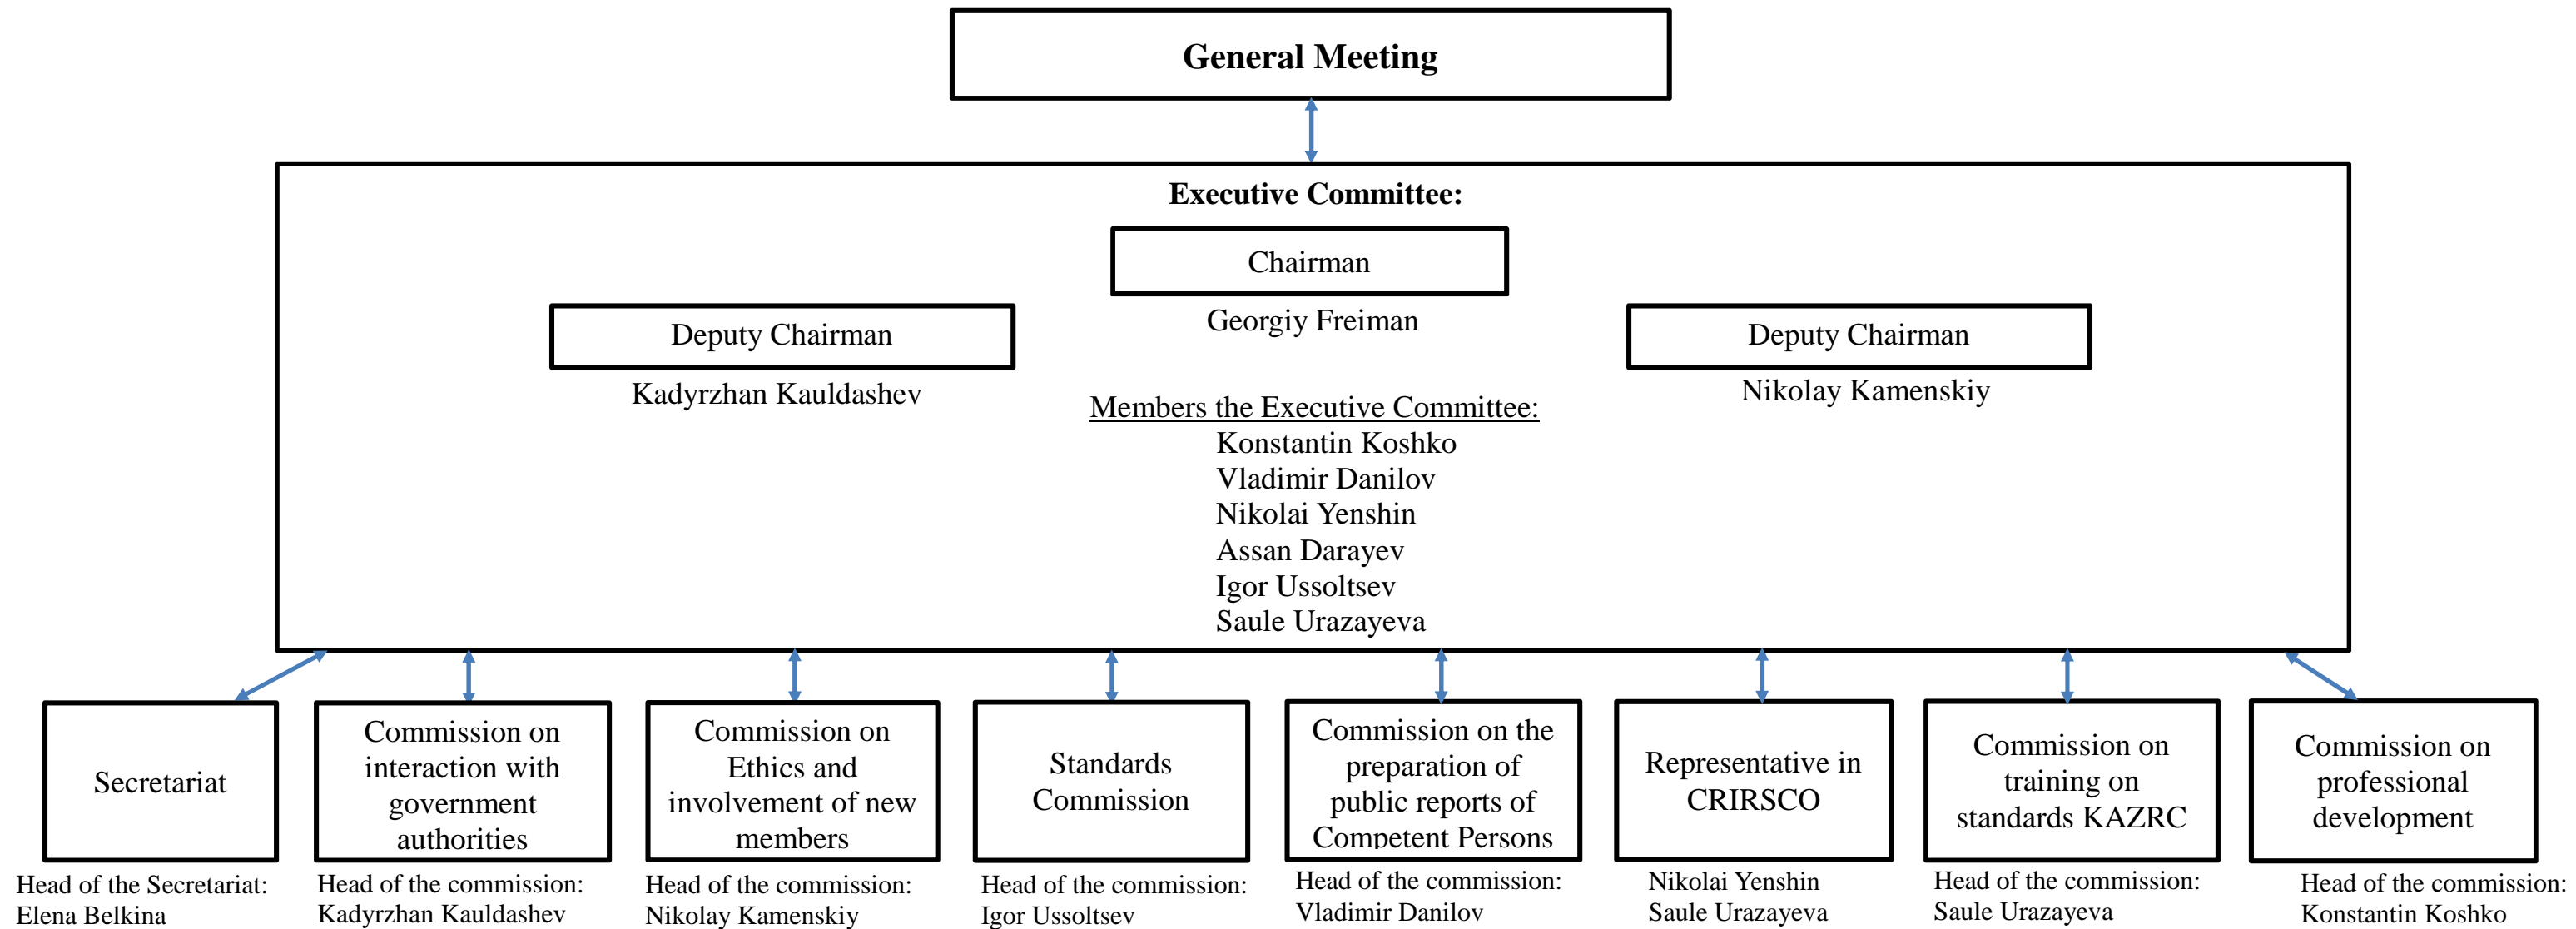 General Meeting
Executive Committee:
Chairman
Georgiy Freiman
Deputy Chairman
Kadyrzhan Kauldashev
Deputy Chairman
Nikolay Kamenskiy
Members the Executive Committee:
Konstantin Koshko
Vladimir Danilov
Nikolai Yenshin
Assan Darayev
Igor Ussoltsev
Saule Urazayeva
Secretariat
Head of the Secretariat:
Elena Belkina
Commission on
interaction with
government
authorities
Head of the commission:
Kadyrzhan Kauldashev
Commission on
Ethics and
involvement of new
members
Head of the commission:
Nikolay Kamenskiy
Standards
Commission
Head of the commission:
Igor Ussoltsev
Commission on the
preparation of
public reports of
Competent Persons
Head of the commission:
Vladimir Danilov
Representative in
CRIRSCO
Nikolai Yenshin
Saule Urazayeva
Commission on
training on
standards KAZRC
Head of the commission:
Saule Urazayeva
Commission on
professional
development
Head of the commission:
Konstantin Koshko